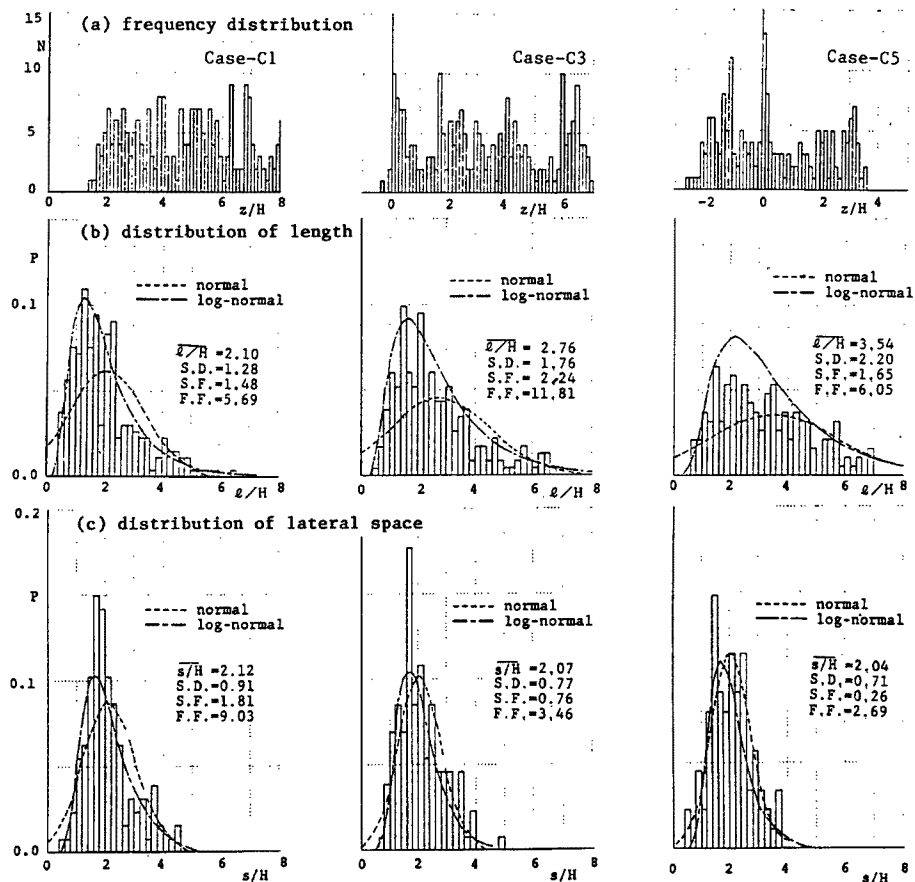 (a) frequency distribution
15
N
10
5
0
Case-C1
Case-C3
Case-C5
0 2 4 6 8
z/H
0 2 4 6
z/H
-2 0 2 4
z/H
(b) distribution of length
P
0.1
0.0
normal
log-normal
ℓ/H =2.10
S.D.=1.28
S.F.=1.48
F.F.=5.69
normal
log-normal
ℓ/H = 2.76
S.D.= 1.76
S.F.= 2.24
F.F.=11.81
normal
log-normal
ℓ/H =3.54
S.D.=2.20
S.F.=1.65
F.F.=6.05
0 2 4 6 8
ℓ/H
0 2 4 6 8
ℓ/H
0 2 4 6 8
ℓ/H
(c) distribution of lateral space
0.2
P
0.1
0.0
normal
log-normal
s/H =2.12
S.D.=0.91
S.F.=1.81
F.F.=9.03
normal
log-normal
s/H =2.07
S.D.=0.77
S.F.=0.76
F.F.=3.46
normal
log-normal
s/H =2.04
S.D.=0.71
S.F.=0.26
F.F.=2.69
0 2 4 6 8
s/H
0 2 4 6 8
s/H
0 2 4 6 8
s/H